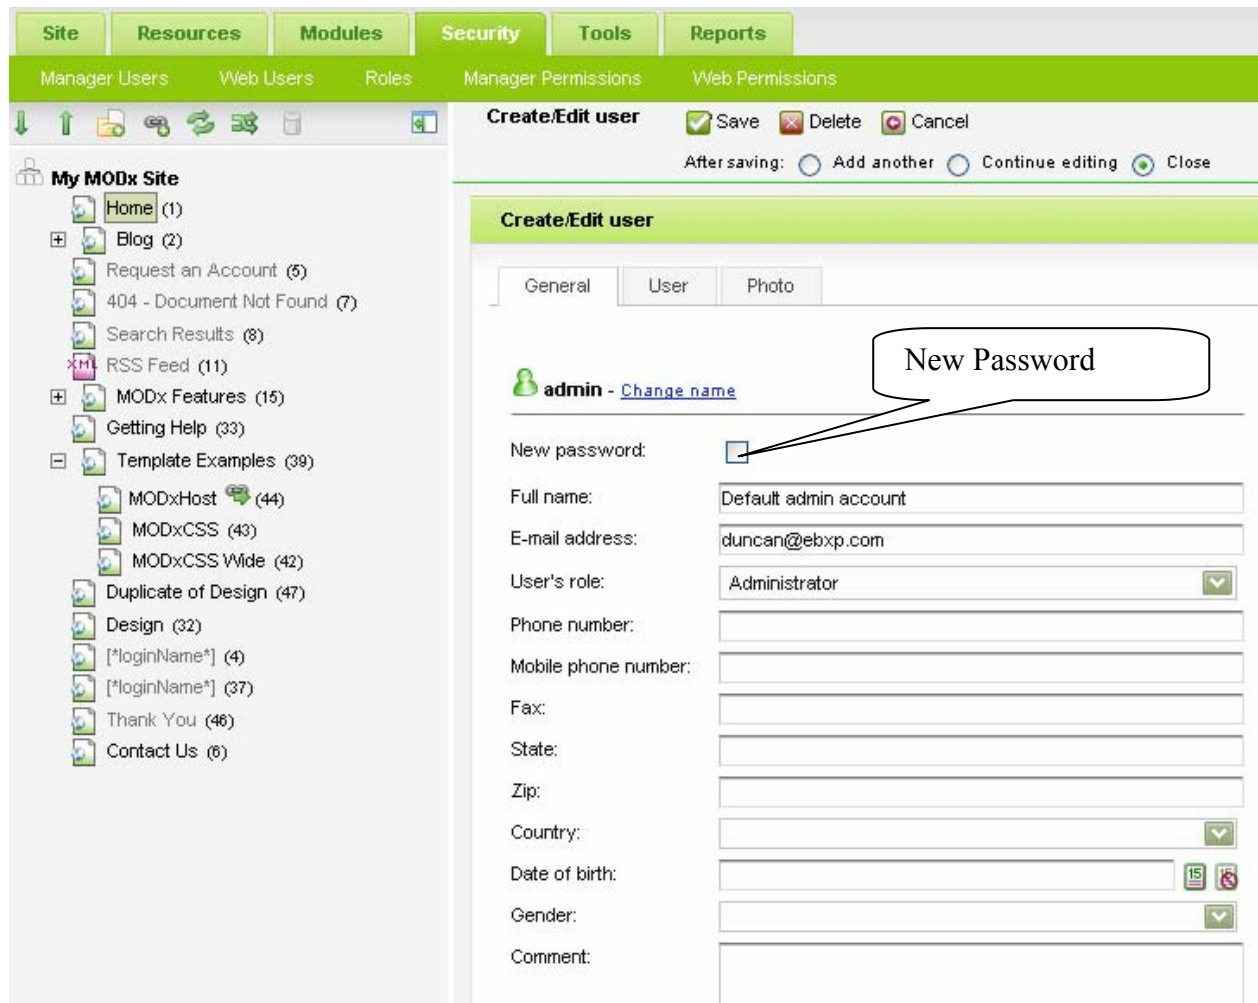 Site Resources Modules Security Tools Reports
Manager Users Web Users Roles Manager Permissions Web Permissions
Create/Edit user Save Delete Cancel
After saving: Add another Continue editing Close
My MODx Site
Home (1)
Blog (2)
Request an Account (5)
404 - Document Not Found (7)
Search Results (8)
XML RSS Feed (11)
MODx Features (15)
Getting Help (33)
Template Examples (39)
MODxHost (44)
MODxCSS (43)
MODxCSS Wide (42)
Duplicate of Design (47)
Design (32)
[*loginName*] (4)
[*loginName*] (37)
Thank You (46)
Contact Us (6)
Create/Edit user
General User Photo
New Password
admin - Change name
New password:
Full name: Default admin account
E-mail address: duncan@ebxp.com
User's role: Administrator
Phone number:
Mobile phone number:
Fax:
State:
Zip:
Country:
Date of birth: 15 15
Gender:
Comment: